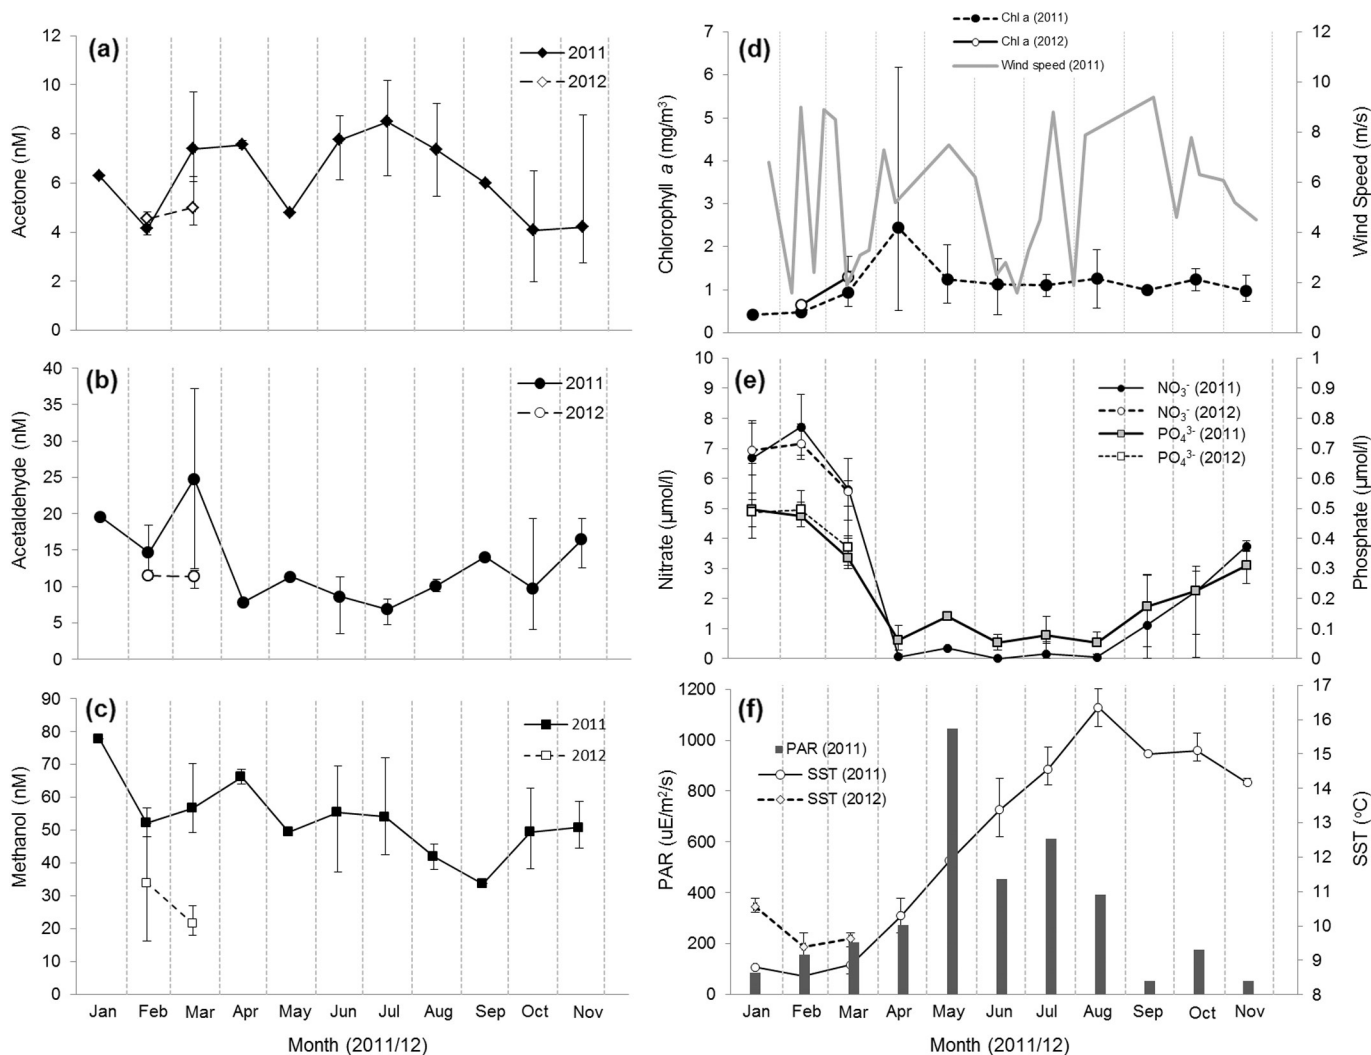 (a)
2011
2012
Acetone (nM)
12
10
8
6
4
2
0
(b)
2011
2012
Acetaldehyde (nM)
40
35
30
25
20
15
10
5
0
(c)
2011
2012
Methanol (nM)
90
80
70
60
50
40
30
20
10
0
Jan Feb Mar Apr May Jun Jul Aug Sep Oct Nov
Month (2011/12)
Chl a (2011)
Chl a (2012)
Wind speed (2011)
(d)
Chlorophyll a (mg/m³)
7
6
5
4
3
2
1
0
Wind Speed (m/s)
12
10
8
6
4
2
0
(e)
NO₃⁻ (2011)
NO₃⁻ (2012)
PO₄³⁻ (2011)
PO₄³⁻ (2012)
Nitrate (µmol/l)
10
9
8
7
6
5
4
3
2
1
0
Phosphate (µmol/l)
1
0.9
0.8
0.7
0.6
0.5
0.4
0.3
0.2
0.1
0
(f)
PAR (2011)
SST (2011)
SST (2012)
PAR (uE/m²/s)
1200
1000
800
600
400
200
0
SST (ºC)
17
16
15
14
13
12
11
10
9
8
Jan Feb Mar Apr May Jun Jul Aug Sep Oct Nov
Month (2011/12)